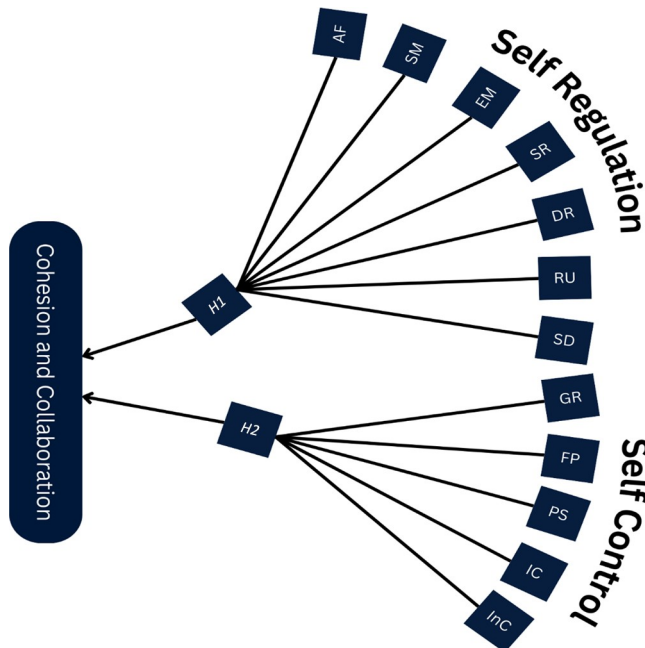 AF
SM
EM
SR
DR
RU
SD
Self Regulation
H1
Cohesion and Collaboration
H2
GR
FP
PS
IC
InC
Self Control